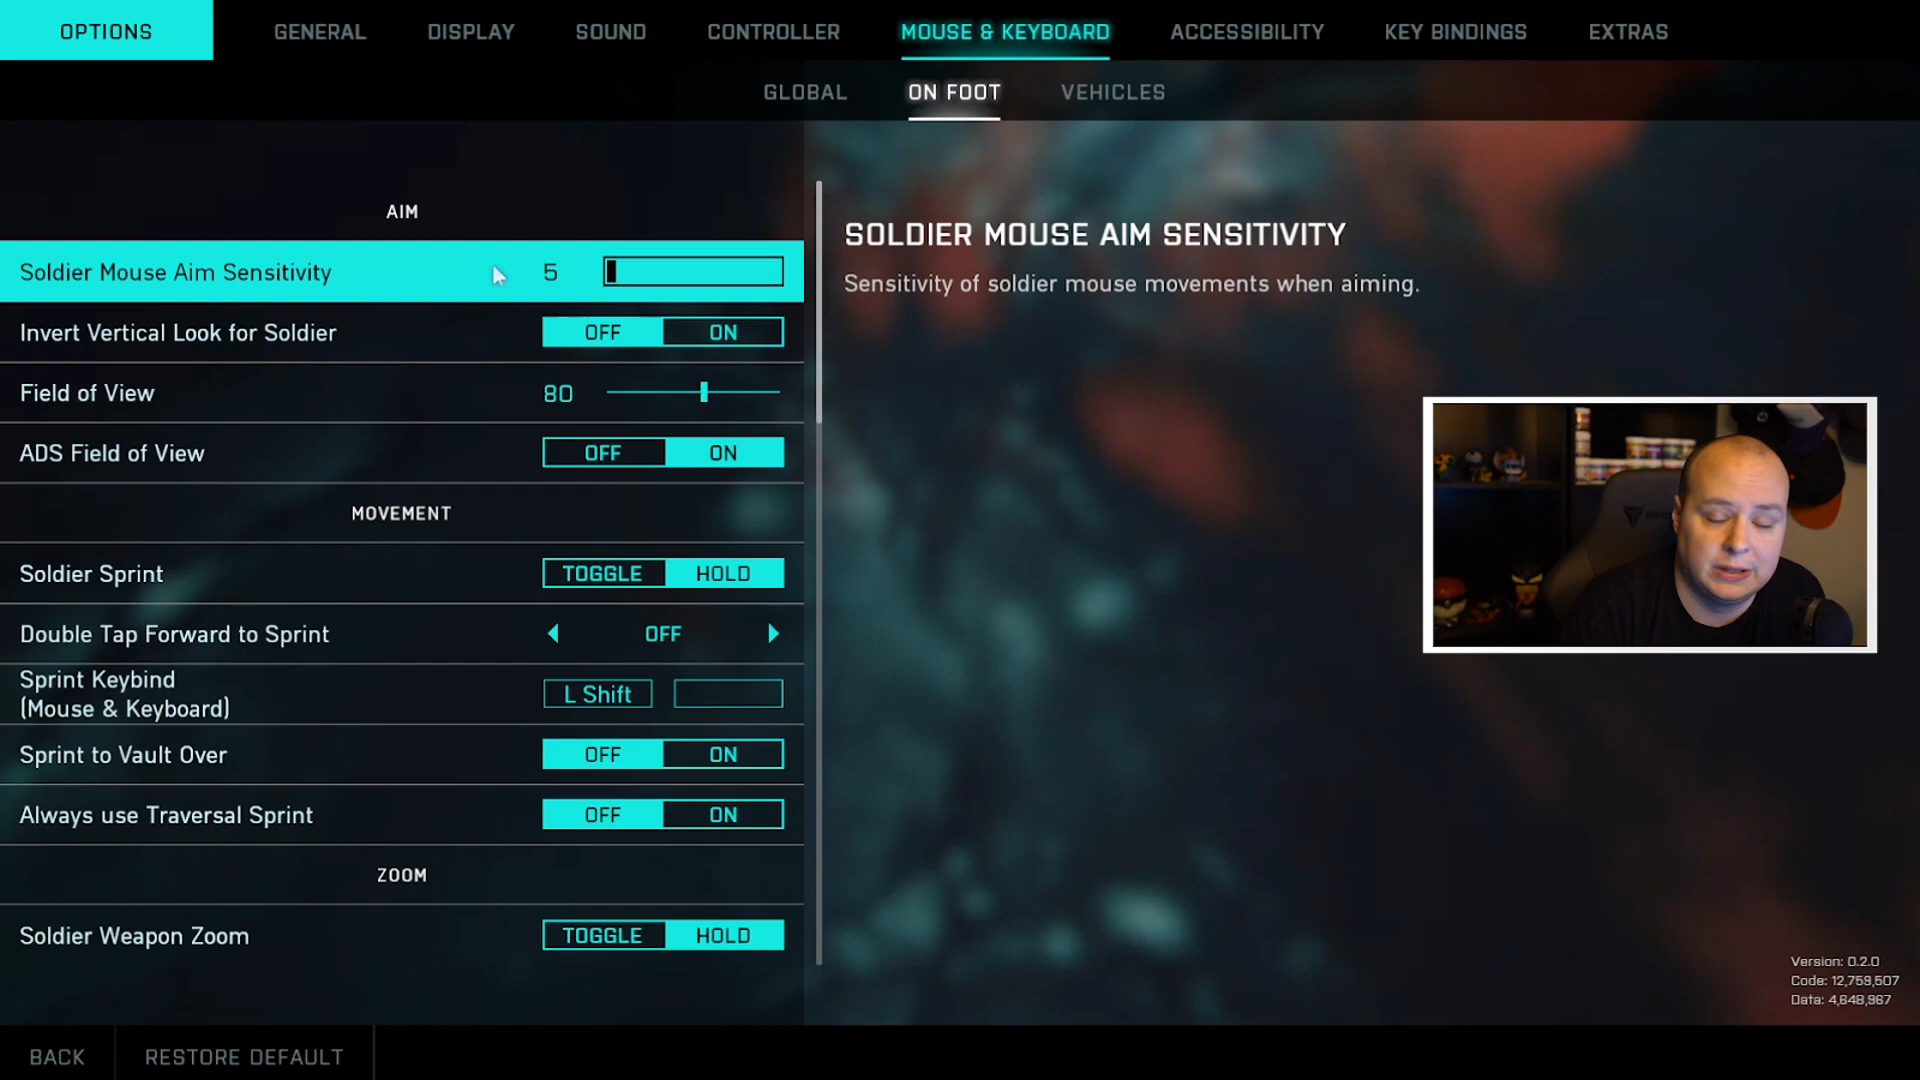 OPTIONS
GENERAL
DISPLAY
SOUND
CONTROLLER
MOUSE & KEYBOARD
ACCESSIBILITY
KEY BINDINGS
EXTRAS
GLOBAL
ON FOOT
VEHICLES
AIM
Soldier Mouse Aim Sensitivity 5
Invert Vertical Look for Soldier OFF ON
Field of View 80
ADS Field of View OFF ON
MOVEMENT
Soldier Sprint TOGGLE HOLD
Double Tap Forward to Sprint OFF
Sprint Keybind
(Mouse & Keyboard) L Shift
Sprint to Vault Over OFF ON
Always use Traversal Sprint OFF ON
ZOOM
Soldier Weapon Zoom TOGGLE HOLD
SOLDIER MOUSE AIM SENSITIVITY
Sensitivity of soldier mouse movements when aiming.
Version: 0.2.0
Code: 12,759,507
Data: 4,648,967
BACK
RESTORE DEFAULT